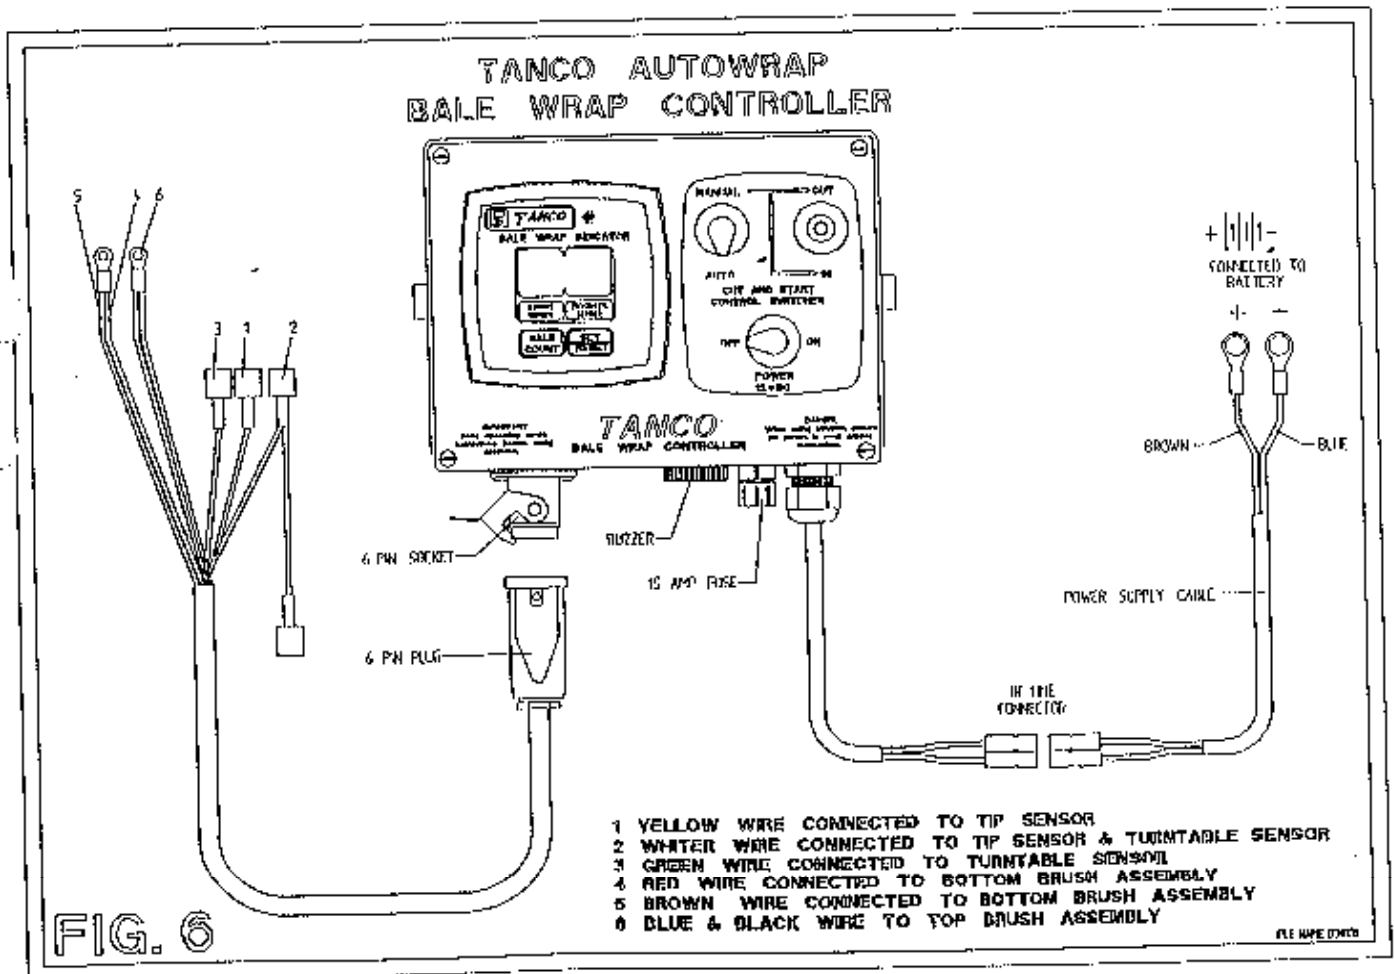 TANCO AUTOWRAP
BALE WRAP CONTROLLER
5 4 6
3 1 2
TANCO
BALE WRAP INDICATOR
BALE COUNT
MANUAL
CUT
AUTO
CUT AND START
CONTROL SWITCHES
OFF
ON
POWER
12v DC
TANCO
BALE WRAP CONTROLLER
+ -
CONNECTED TO
BATTERY
+ -
BROWN
BLUE
6 PIN SOCKET
BUZZER
15 AMP FUSE
POWER SUPPLY CABLE
6 PIN PLUG
IN LINE
CONNECTOR
1 YELLOW WIRE CONNECTED TO TIP SENSOR
2 WHITER WIRE CONNECTED TO TIP SENSOR & TURNTABLE SENSOR
3 GREEN WIRE CONNECTED TO TURNTABLE SENSOR
4 RED WIRE CONNECTED TO BOTTOM BRUSH ASSEMBLY
5 BROWN WIRE CONNECTED TO BOTTOM BRUSH ASSEMBLY
6 BLUE & BLACK WIRE TO TOP BRUSH ASSEMBLY
FIG. 6
FILE NAME